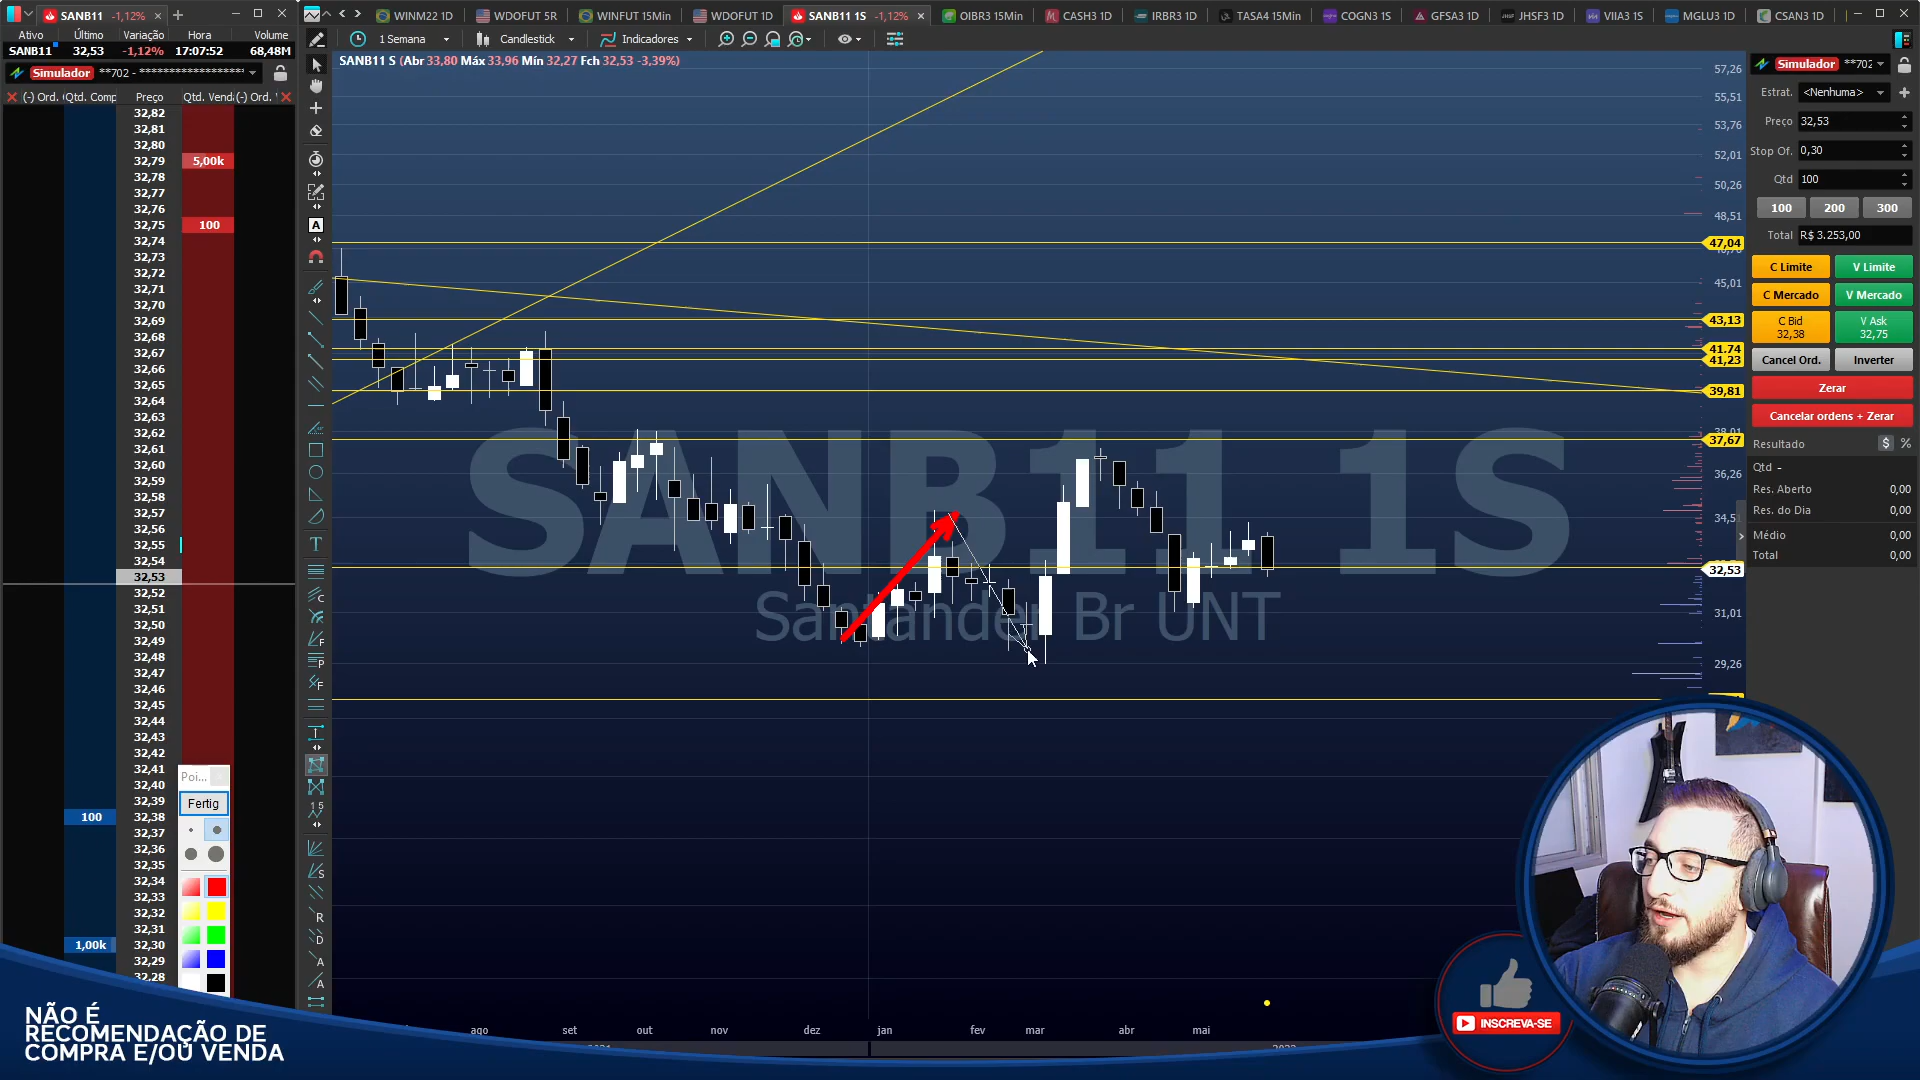 SANB11 -1,12%
Ativo Último Variação Hora Volume
SANB11 32,53 -1,12% 17:07:52 68,48M
Simulador **702 - ********************
(-) Ord. Qtd. Comp Preço Qtd. Vend (-) Ord.
32,82
32,81
32,80
32,79 5,00k
32,78
32,77
32,76
32,75 100
32,74
32,73
32,72
32,71
32,70
32,69
32,68
32,67
32,66
32,65
32,64
32,63
32,62
32,61
32,60
32,59
32,58
32,57
32,56
32,55
32,54
32,53
32,52
32,51
32,50
32,49
32,48
32,47
32,46
32,45
32,44
32,43
32,42
32,41
32,40
32,39
100 32,38
32,37
32,36
32,35
32,34
32,33
32,32
32,31
1,00k 32,30
32,29
32,28
Poi...
Fertig
WINM22 1D WDOFUT 5R WINFUT 15Min WDOFUT 1D SANB11 1S -1,12% OIBR3 15Min CASH3 1D IRBR3 1D TASA4 15Min COGN3 1S GFSA3 1D JHSF3 1D VIIA3 1S MGLU3 1D CSAN3 1D
1 Semana Candlestick Indicadores
SANB11 S (Abr 33,80 Máx 33,96 Mín 32,27 Fch 32,53 -3,39%)
SANB11 1S
Santander Br UNT
57,26
55,51
53,76
52,01
50,26
48,51
47,04
45,01
43,13
41,74
41,23
39,81
38,01
37,67
36,26
34,51
32,53
31,01
29,26
ago set out nov dez jan fev mar abr mai
Simulador **702
Estrat. <Nenhuma>
Preço 32,53
Stop Of. 0,30
Qtd 100
100 200 300
Total R$ 3.253,00
C Limite V Limite
C Mercado V Mercado
C Bid V Ask
32,38 32,75
Cancel Ord. Inverter
Zerar
Cancelar ordens + Zerar
Resultado $ %
Qtd -
Res. Aberto 0,00
Res. do Dia 0,00
Médio 0,00
Total 0,00
NÃO É
RECOMENDAÇÃO DE
COMPRA E/OU VENDA
INSCREVA-SE